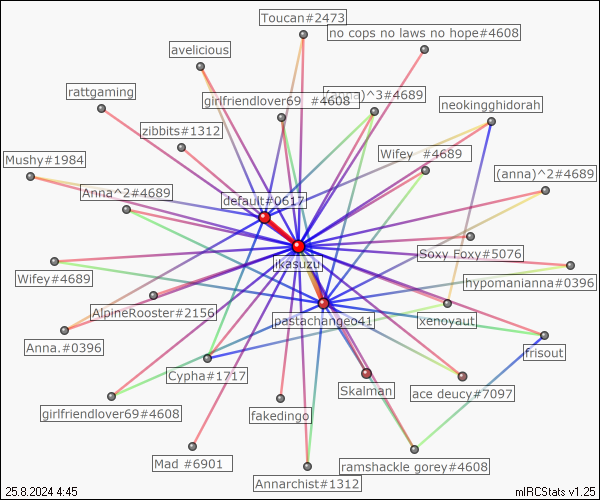 Toucan#2473
no cops no laws no hope#4608
avelicious
rattgaming
girlfriendlover69 #4608
(anna)^3#4689
neokingghidorah
zibbits#1312
Mushy#1984
Wifey #4689
(anna)^2#4689
Anna^2#4689
default#0617
Soxy Foxy#5076
ikasuzu
Wifey#4689
hypomanianna#0396
AlpineRooster#2156
pastachangeo41
xenoyaut
Anna.#0396
frisout
Cypha#1717
Skalman
ace deucy#7097
girlfriendlover69#4608
fakedingo
Mad #6901
ramshackle gorey#4608
Annarchist#1312
25.8.2024 4:45
mIRCStats v1.25